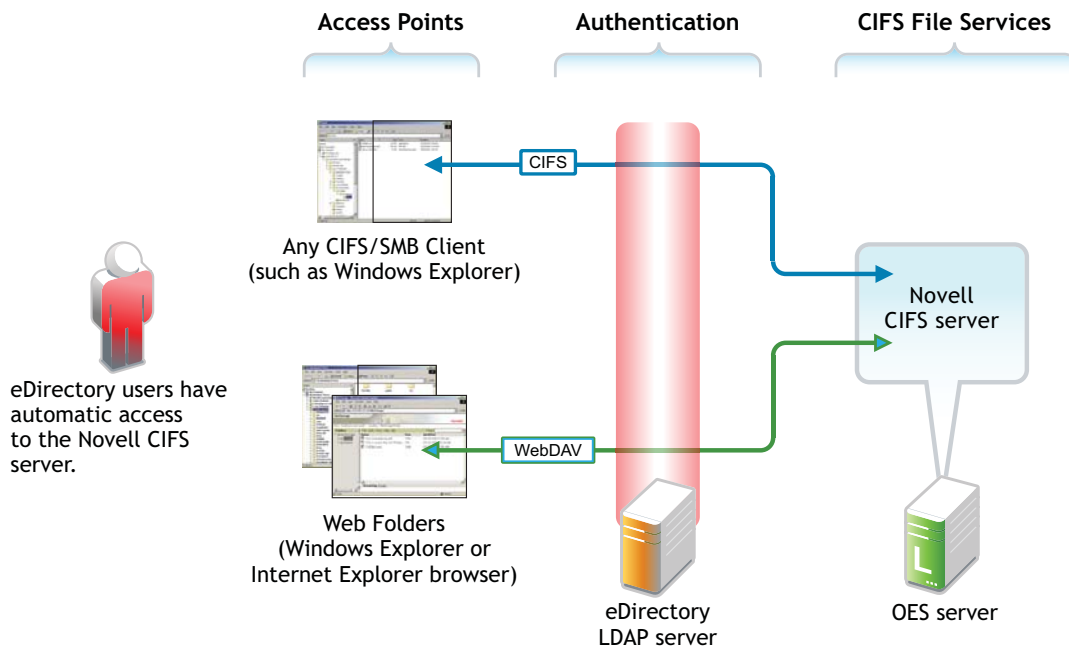 Access Points
Authentication
CIFS File Services
CIFS
Any CIFS/SMB Client
(such as Windows Explorer)
Novell
CIFS server
eDirectory users have
automatic access
to the Novell CIFS
server.
WebDAV
Web Folders
(Windows Explorer or
Internet Explorer browser)
eDirectory
LDAP server
L
OES server